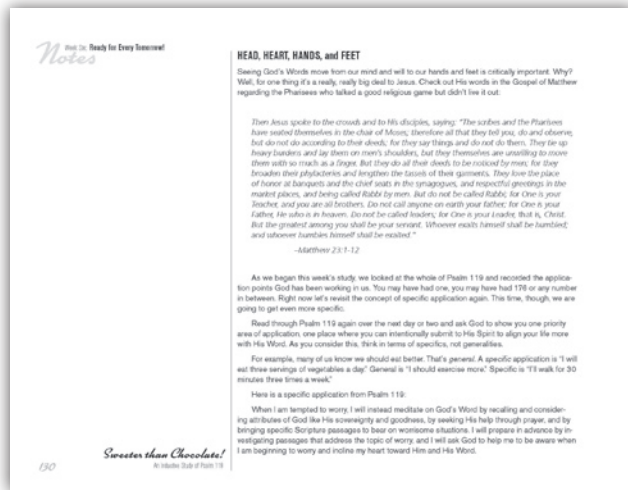 Notes
Week Six: Ready for Every Tomorrow!
HEAD, HEART, HANDS, and FEET
Seeing God's Words move from our mind and will to our hands and feet is critically important. Why?
Well, for one thing it's a really, really big deal to Jesus. Check out His words in the Gospel of Matthew
regarding the Pharisees who talked a good religious game but didn't live it out:
Then Jesus spoke to the crowds and to His disciples, saying: "The scribes and the Pharisees
have seated themselves in the chair of Moses; therefore all that they tell you, do and observe,
but do not do according to their deeds; for they say things and do not do them. They tie up
heavy burdens and lay them on men's shoulders, but they themselves are unwilling to move
them with so much as a finger. But they do all their deeds to be noticed by men; for they
broaden their phylacteries and lengthen the tassels of their garments. They love the place
of honor at banquets and the chief seats in the synagogues, and respectful greetings in the
market places, and being called Rabbi by men. But do not be called Rabbi; for One is your
Teacher, and you are all brothers. Do not call anyone on earth your father; for One is your
Father, He who is in heaven. Do not be called leaders; for One is your Leader, that is, Christ.
But the greatest among you shall be your servant. Whoever exalts himself shall be humbled;
and whoever humbles himself shall be exalted."
–Matthew 23:1-12
As we began this week's study, we looked at the whole of Psalm 119 and recorded the applica-
tion points God has been working in us. You may have had one, you may have had 176 or any number
in between. Right now let's revisit the concept of specific application again. This time, though, we are
going to get even more specific.
Read through Psalm 119 again over the next day or two and ask God to show you one priority
area of application, one place where you can intentionally submit to His Spirit to align your life more
with His Word. As you consider this, think in terms of specifics, not generalities.
For example, many of us know we should eat better. That's general. A specific application is "I will
eat three servings of vegetables a day." General is "I should exercise more." Specific is "I'll walk for 30
minutes three times a week."
Here is a specific application from Psalm 119:
When I am tempted to worry, I will instead meditate on God's Word by recalling and consider-
ing attributes of God like His sovereignty and goodness, by seeking His help through prayer, and by
bringing specific Scripture passages to bear on worrisome situations. I will prepare in advance by in-
vestigating passages that address the topic of worry, and I will ask God to help me to be aware when
I am beginning to worry and incline my heart toward Him and His Word.
Sweeter than Chocolate!
An Inductive Study of Psalm 119
130